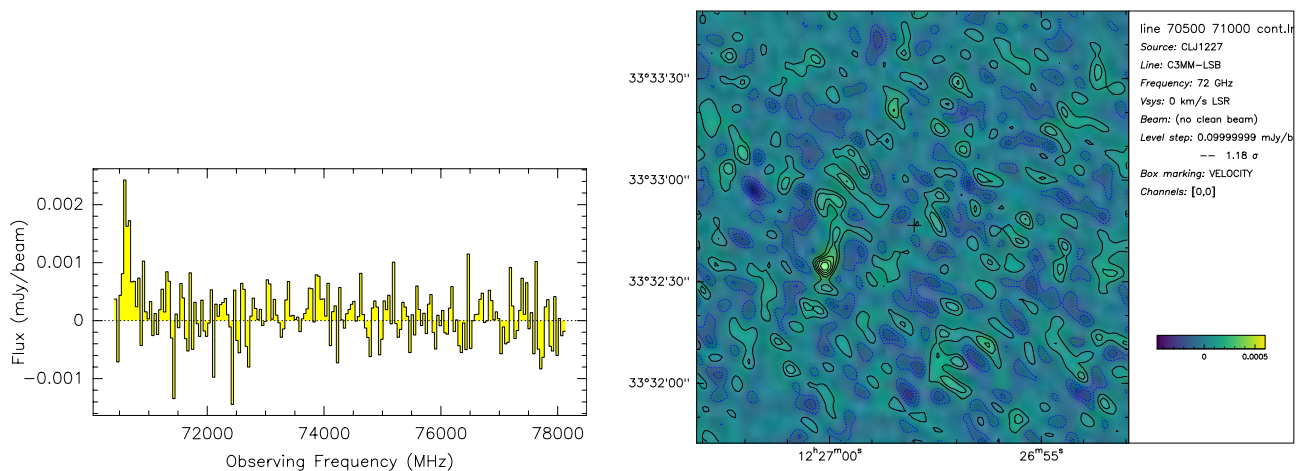 0.002
0.001
0
−0.001
Flux (mJy/beam)
72000 74000 76000 78000
Observing Frequency (MHz)
33°33'30''
33°33'00''
33°32'30''
33°32'00''
12ʰ27ᵐ00ˢ 26ᵐ55ˢ
line 70500 71000 cont.lm
Source: CLJ1227
Line: C3MM-LSB
Frequency: 72 GHz
Vsys: 0 km/s LSR
Beam: (no clean beam)
Level step: 0.09999999 mJy/b
−− 1.18 σ
Box marking: VELOCITY
Channels: [0,0]
0 0.0005